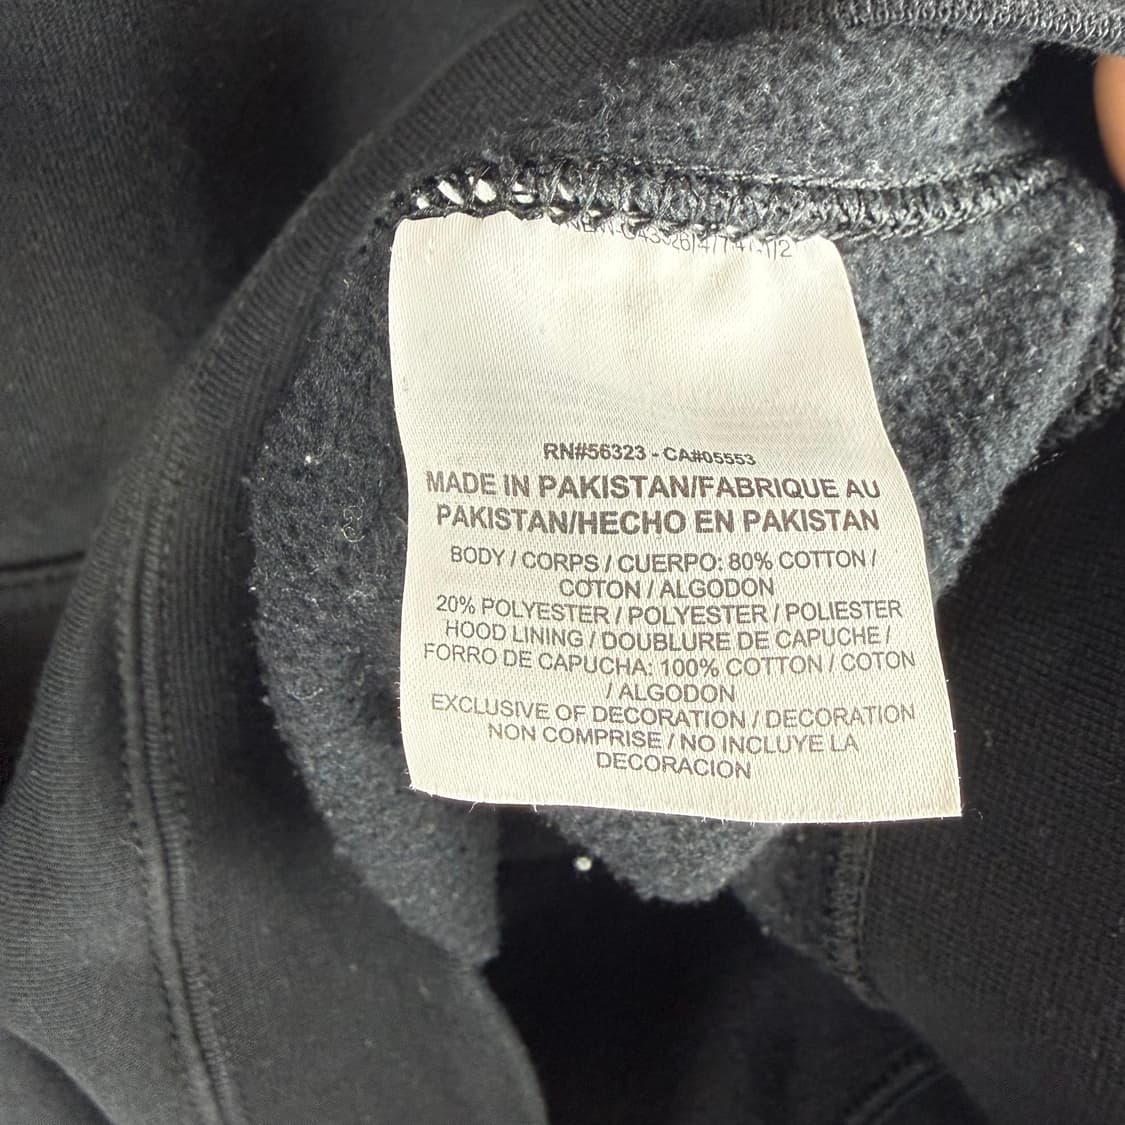 RN#56323 - CA#05553
MADE IN PAKISTAN/FABRIQUE AU
PAKISTAN/HECHO EN PAKISTAN
BODY / CORPS / CUERPO: 80% COTTON /
COTON / ALGODON
20% POLYESTER / POLYESTER / POLIESTER
HOOD LINING / DOUBLURE DE CAPUCHE /
FORRO DE CAPUCHA: 100% COTTON / COTON
/ ALGODON
EXCLUSIVE OF DECORATION / DECORATION
NON COMPRISE / NO INCLUYE LA
DECORACION